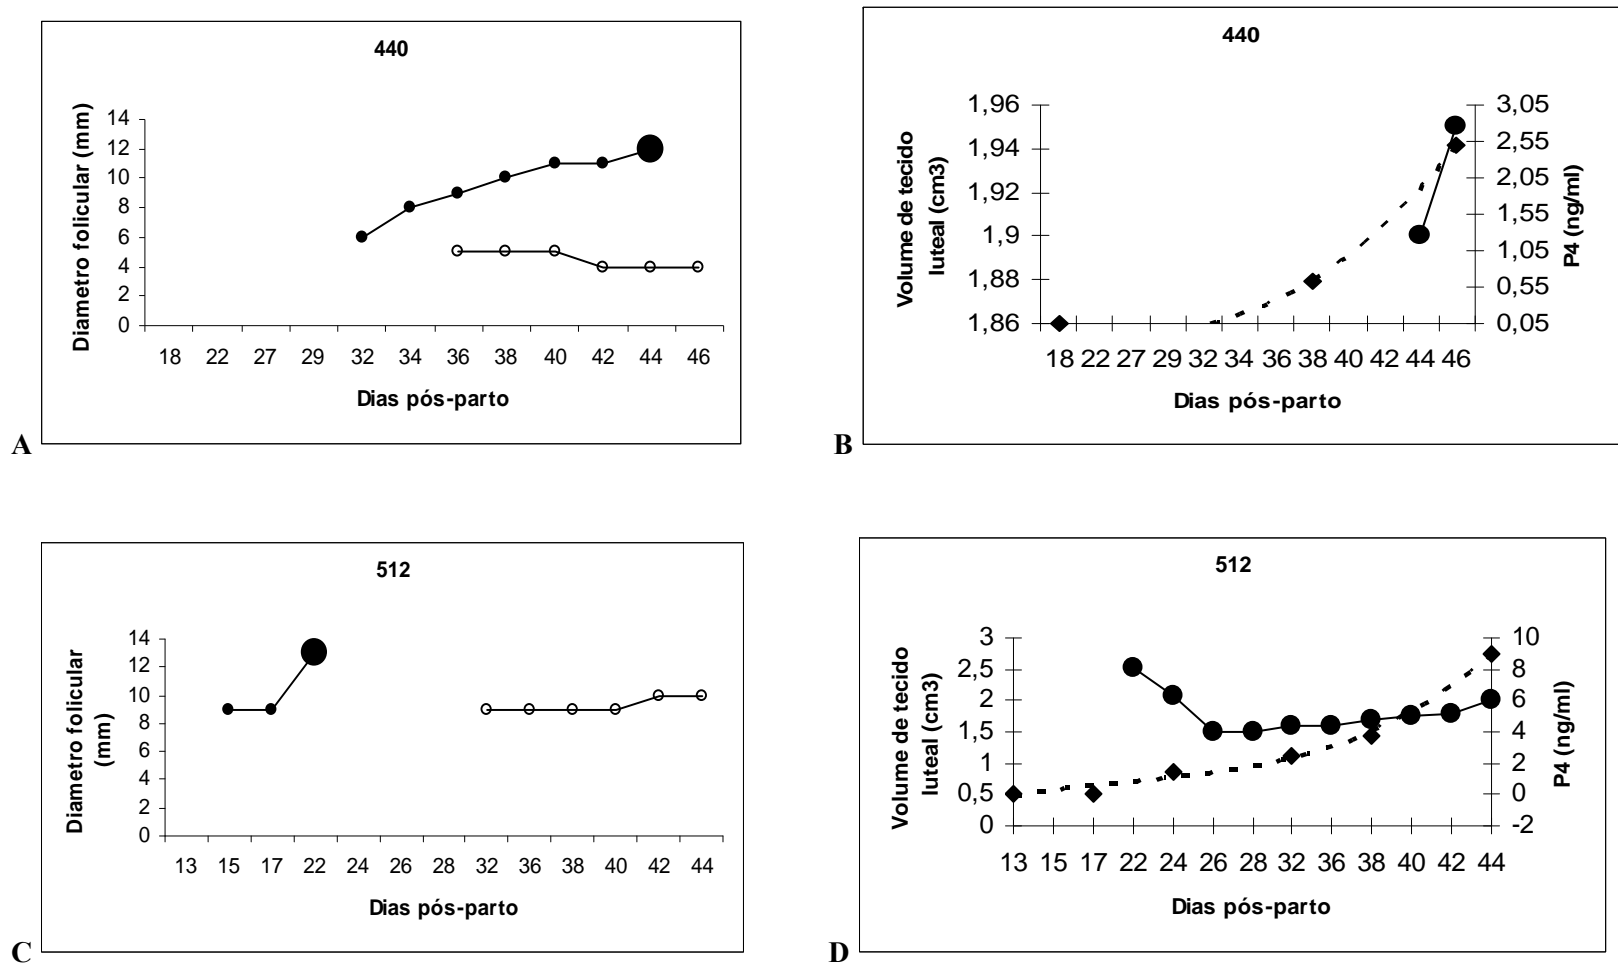 440
Diametro folicular (mm)
14
12
10
8
6
4
2
0
18 22 27 29 32 34 36 38 40 42 44 46
Dias pós-parto
A
440
Volume de tecido
luteal (cm3)
1,96
1,94
1,92
1,9
1,88
1,86
3,05
2,55
2,05
1,55
1,05
0,55
0,05
P4 (ng/ml)
18 22 27 29 32 34 36 38 40 42 44 46
Dias pós-parto
B
512
Diametro folicular
(mm)
14
12
10
8
6
4
2
0
13 15 17 22 24 26 28 32 36 38 40 42 44
Dias pós-parto
C
512
Volume de tecido
luteal (cm3)
3
2,5
2
1,5
1
0,5
0
10
8
6
4
2
0
-2
P4 (ng/ml)
13 15 17 22 24 26 28 32 36 38 40 42 44
Dias pós-parto
D